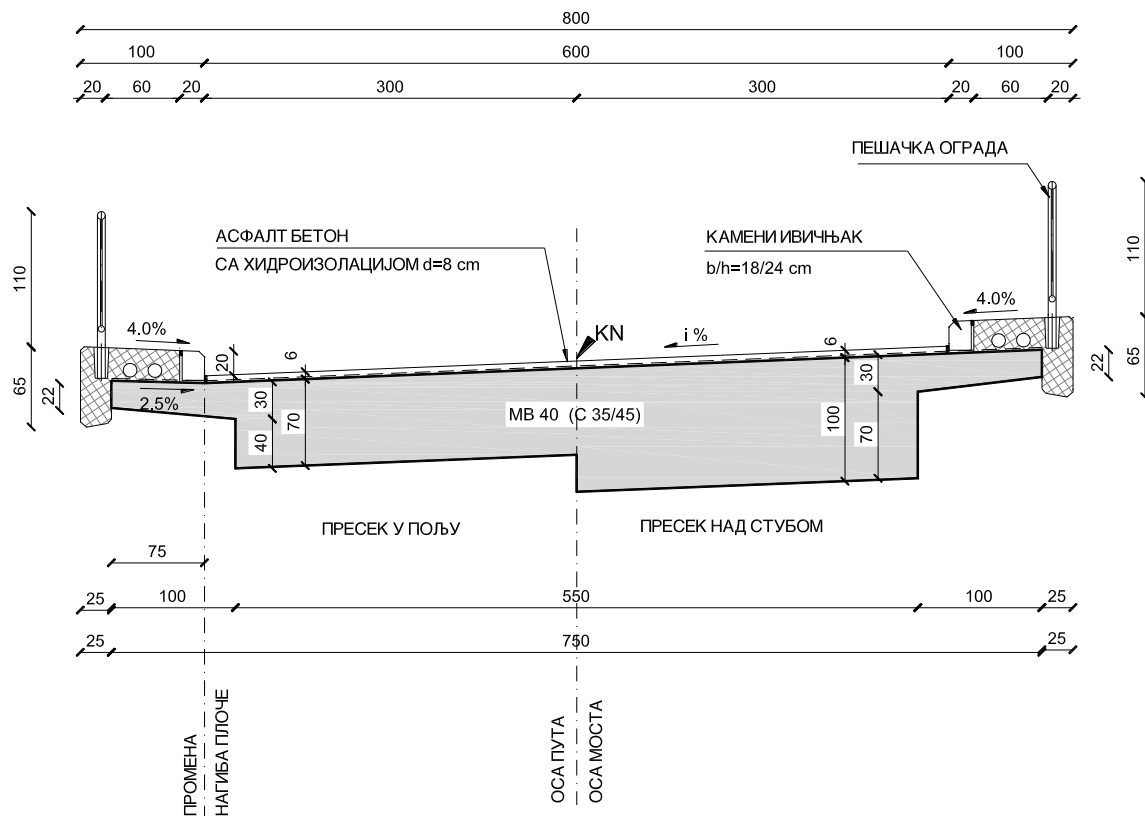 800
100
600
100
20
60
20
300
300
20
60
20
ПЕШАЧКА ОГРАДА
АСФАЛТ БЕТОН
СА ХИДРОИЗОЛАЦИЈОМ d=8 cm
КАМЕНИ ИВИЧЊАК
b/h=18/24 cm
110
110
4.0%
4.0%
KN
i %
20
6
6
65
22
2.5%
30
40
70
МВ 40 (С 35/45)
100
30
70
22
65
ПРЕСЕК У ПОЉУ
ПРЕСЕК НАД СТУБОМ
75
25
100
550
100
25
25
750
25
ПРОМЕНА
НАГИБА ПЛОЧЕ
ОСА ПУТА
ОСА МОСТА